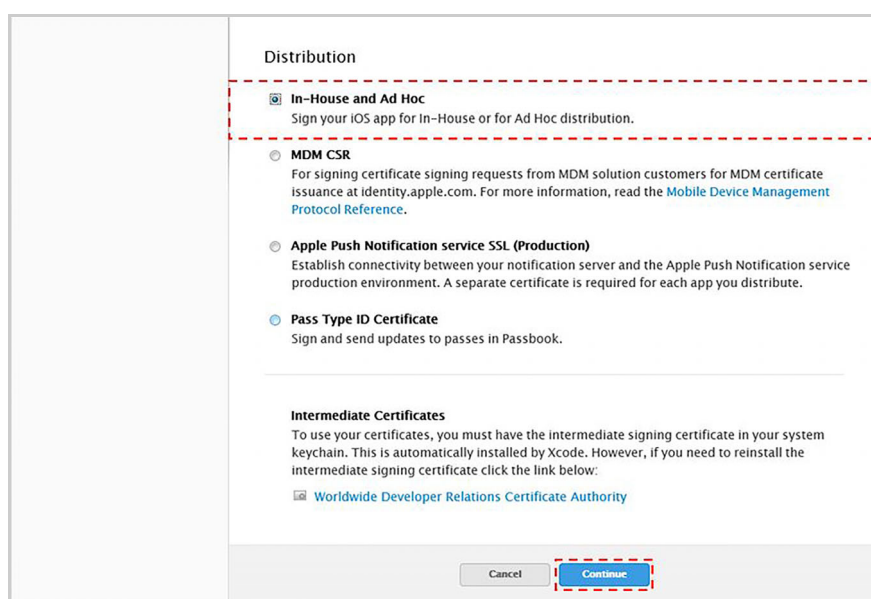 Distribution
In-House and Ad Hoc
Sign your iOS app for In-House or for Ad Hoc distribution.
MDM CSR
For signing certificate signing requests from MDM solution customers for MDM certificate
issuance at identity.apple.com. For more information, read the Mobile Device Management
Protocol Reference.
Apple Push Notification service SSL (Production)
Establish connectivity between your notification server and the Apple Push Notification service
production environment. A separate certificate is required for each app you distribute.
Pass Type ID Certificate
Sign and send updates to passes in Passbook.
Intermediate Certificates
To use your certificates, you must have the intermediate signing certificate in your system
keychain. This is automatically installed by Xcode. However, if you need to reinstall the
intermediate signing certificate click the link below:
Worldwide Developer Relations Certificate Authority
Cancel Continue